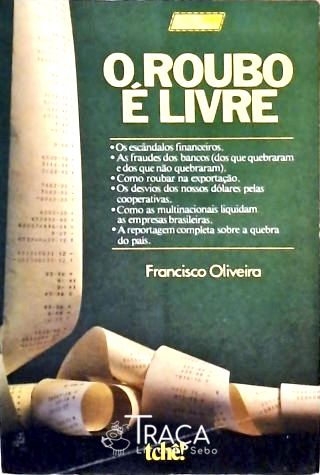 O ROUBO
É LIVRE
• Os escândalos financeiros.
• As fraudes dos bancos (dos que quebraram
e dos que não quebraram).
• Como roubar na exportação.
• Os desvios dos nossos dólares pelas
cooperativas.
• Como as multinacionais liquidam
as empresas brasileiras.
• A reportagem completa sobre a quebra
do país.
Francisco Oliveira
TRAÇA
Sebo
tchê!